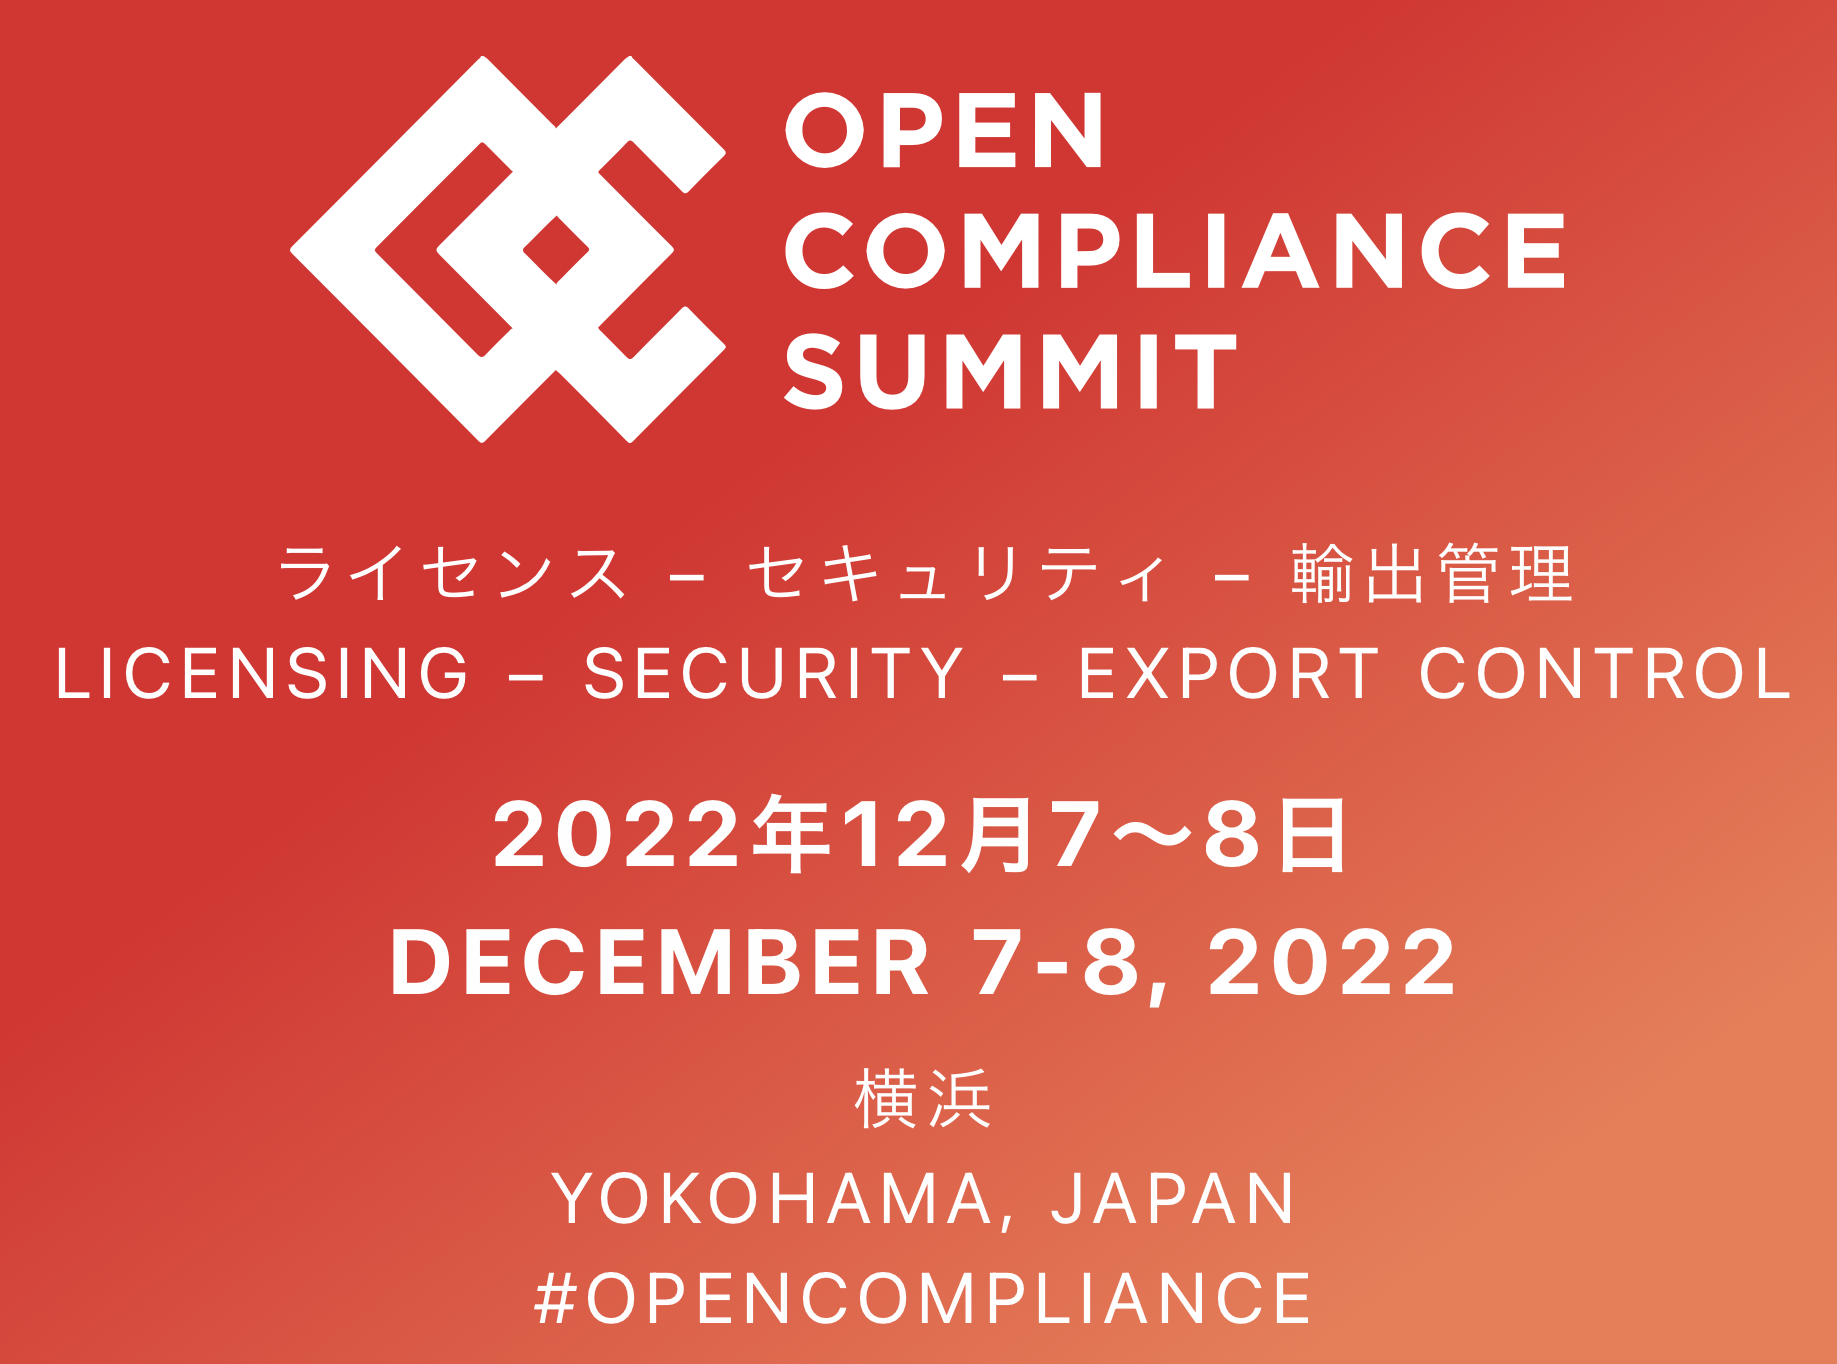 OPEN
COMPLIANCE
SUMMIT
ライセンス – セキュリティ – 輸出管理
LICENSING – SECURITY – EXPORT CONTROL
2022年12月7〜8日
DECEMBER 7-8, 2022
横浜
YOKOHAMA, JAPAN
#OPENCOMPLIANCE